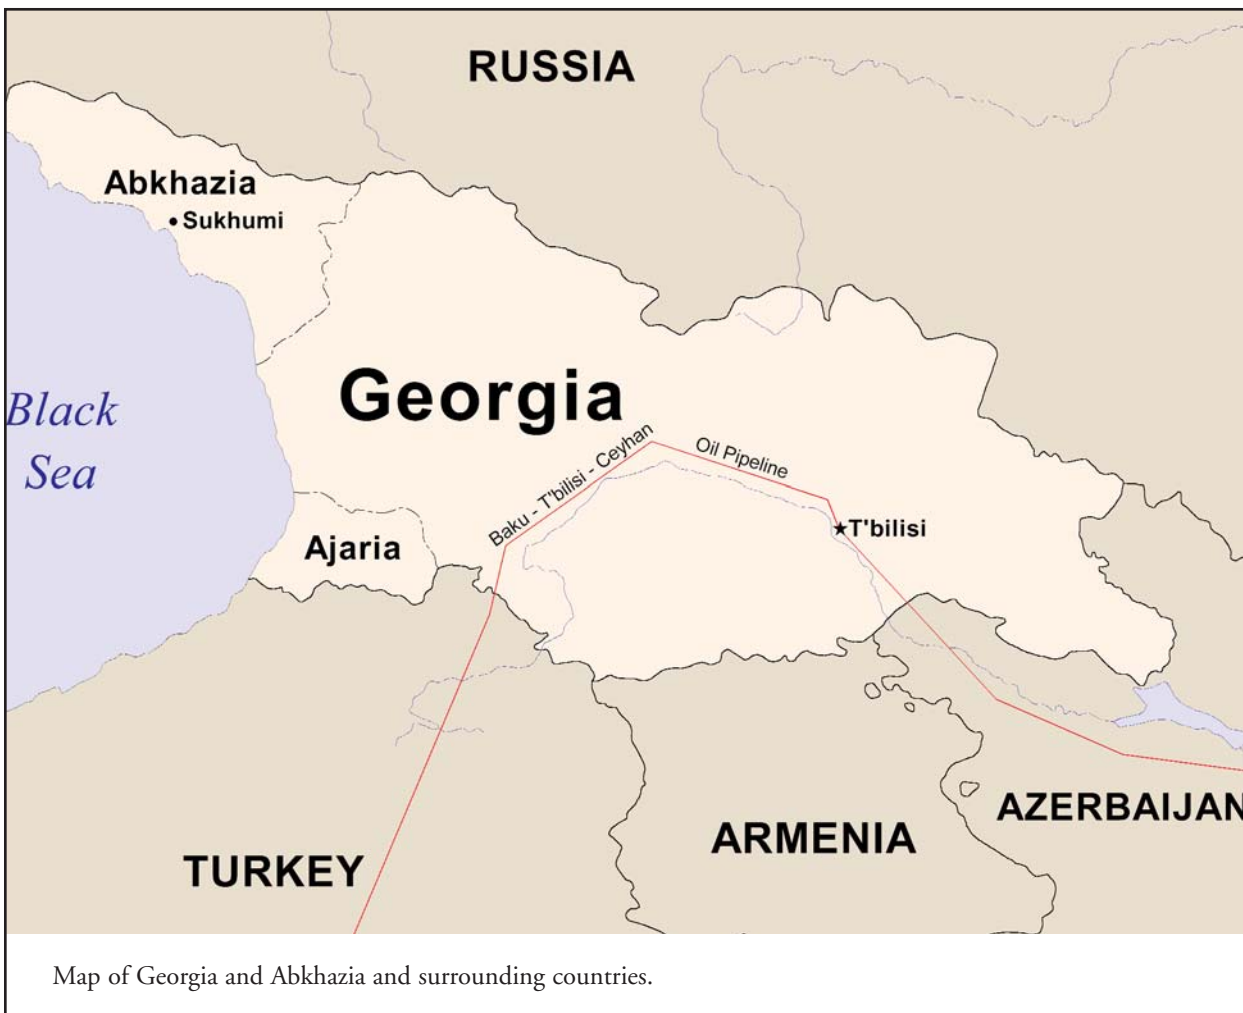 RUSSIA
Abkhazia
Sukhumi
Georgia
Black
Sea
Baku - T'bilisi - Ceyhan
Oil Pipeline
T'bilisi
Ajaria
AZERBAIJAN
ARMENIA
TURKEY
Map of Georgia and Abkhazia and surrounding countries.